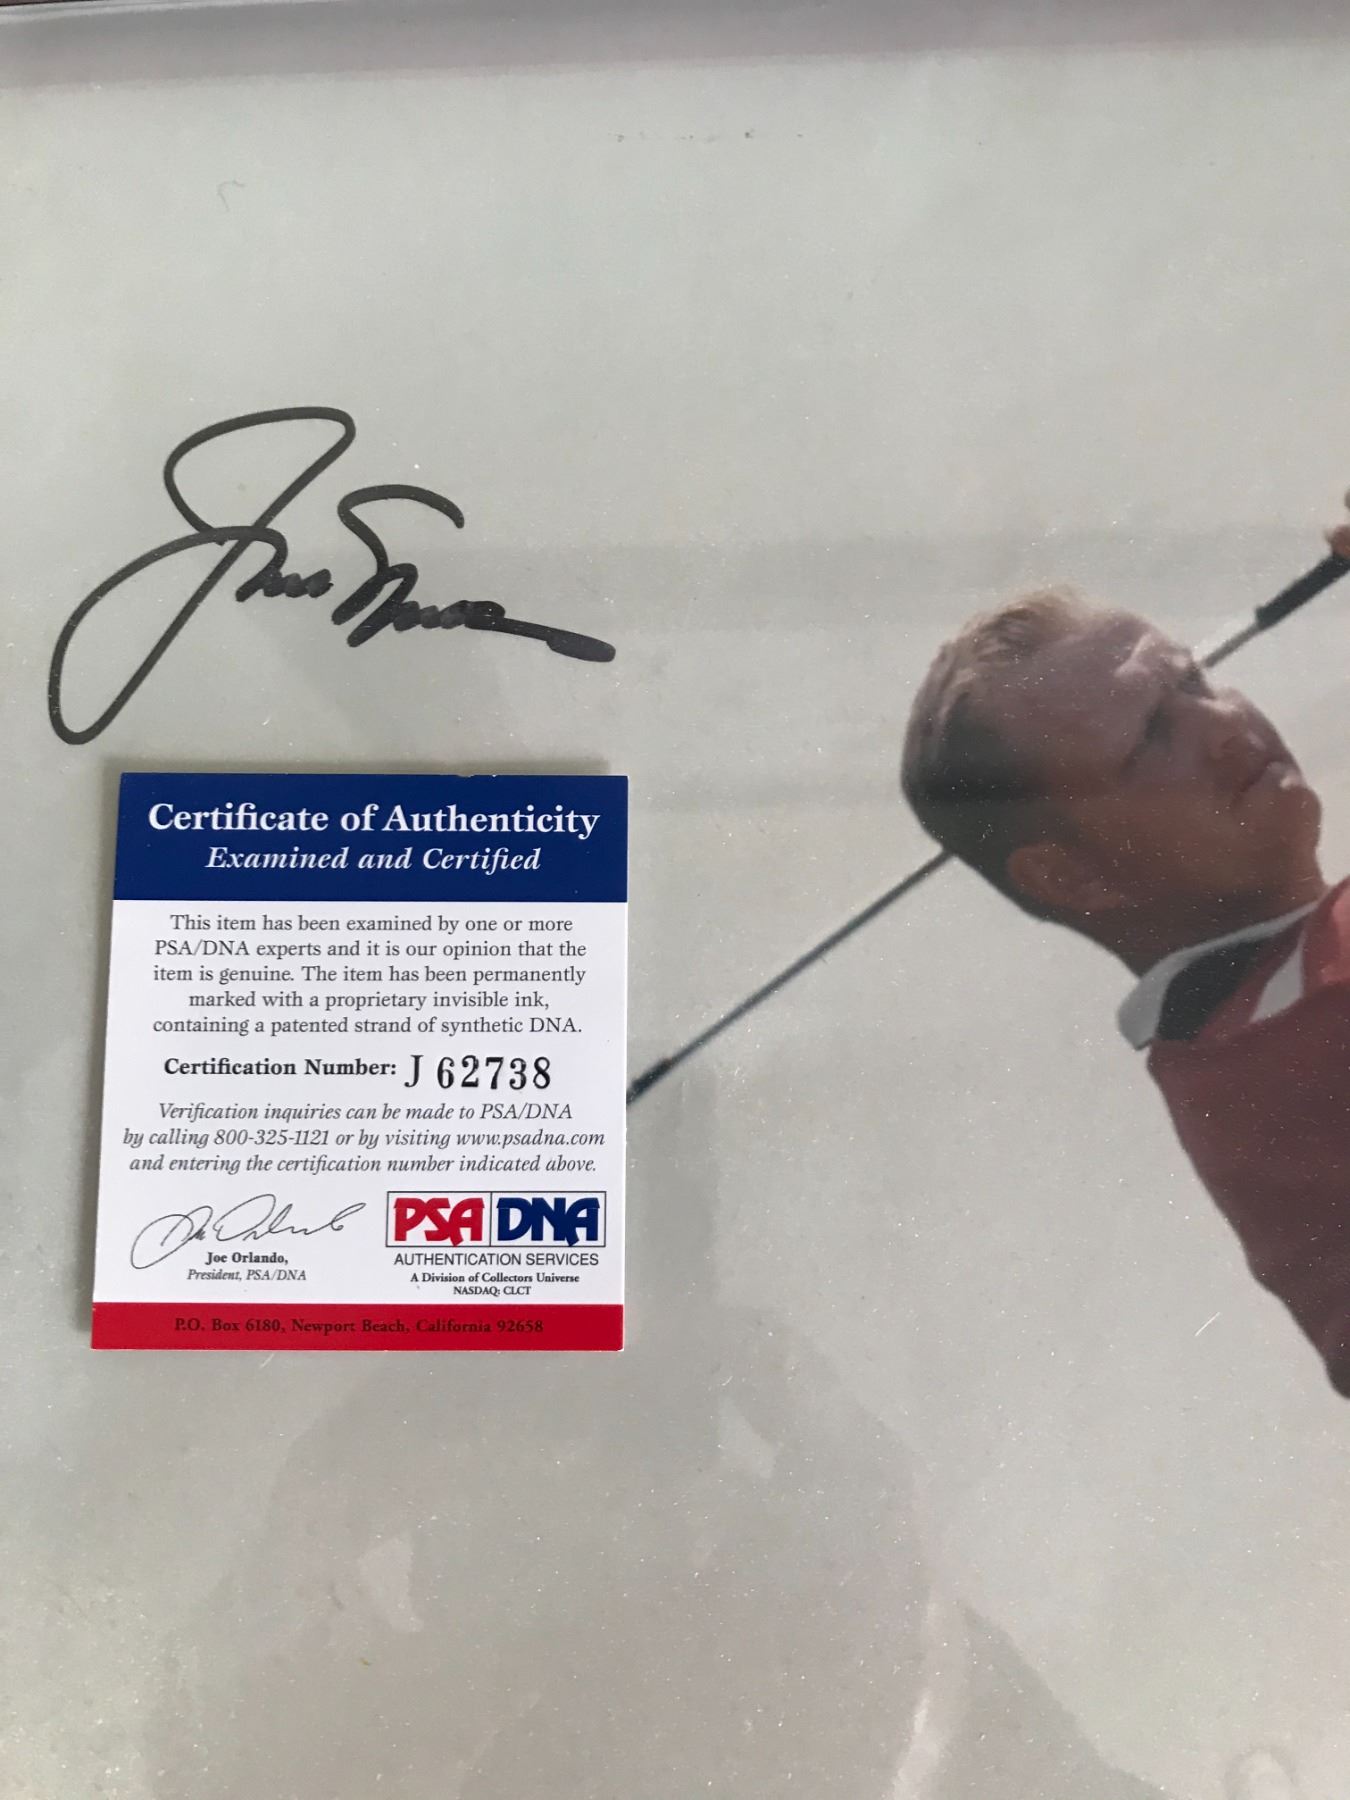 Certificate of Authenticity
Examined and Certified
This item has been examined by one or more
PSA/DNA experts and it is our opinion that the
item is genuine. The item has been permanently
marked with a proprietary invisible ink,
containing a patented strand of synthetic DNA.
Certification Number: J 62738
Verification inquiries can be made to PSA/DNA
by calling 800-325-1121 or by visiting www.psadna.com
and entering the certification number indicated above.
Joe Orlando,
President, PSA/DNA
PSA DNA
AUTHENTICATION SERVICES
A Division of Collectors Universe
NASDAQ: CLCT
P.O. Box 6180, Newport Beach, California 92658